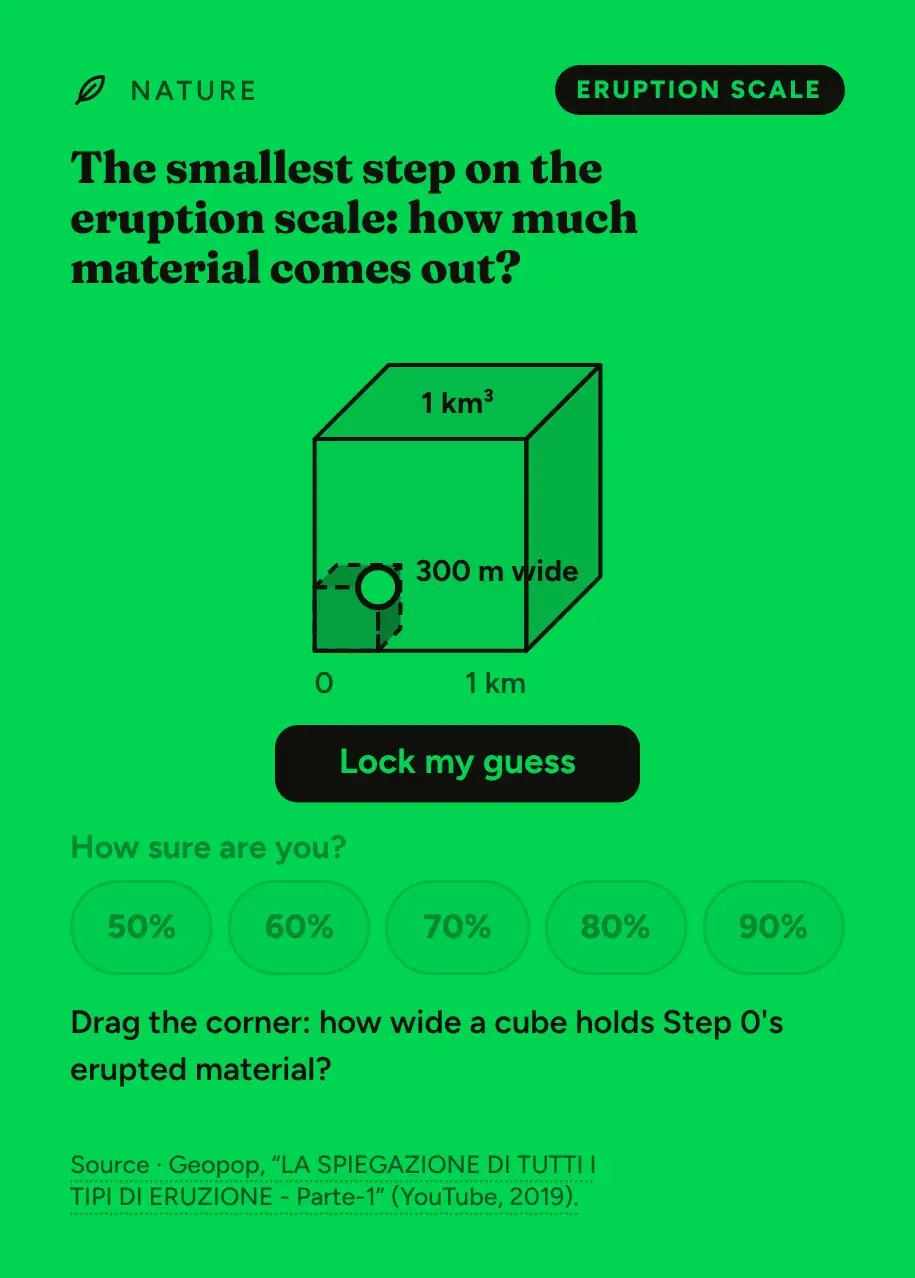 NATURE
ERUPTION SCALE
The smallest step on the
eruption scale: how much
material comes out?
1 km³
300 m wide
0
1 km
Lock my guess
How sure are you?
50%
60%
70%
80%
90%
Drag the corner: how wide a cube holds Step 0's
erupted material?
Source · Geopop, “LA SPIEGAZIONE DI TUTTI I
TIPI DI ERUZIONE - Parte-1” (YouTube, 2019).